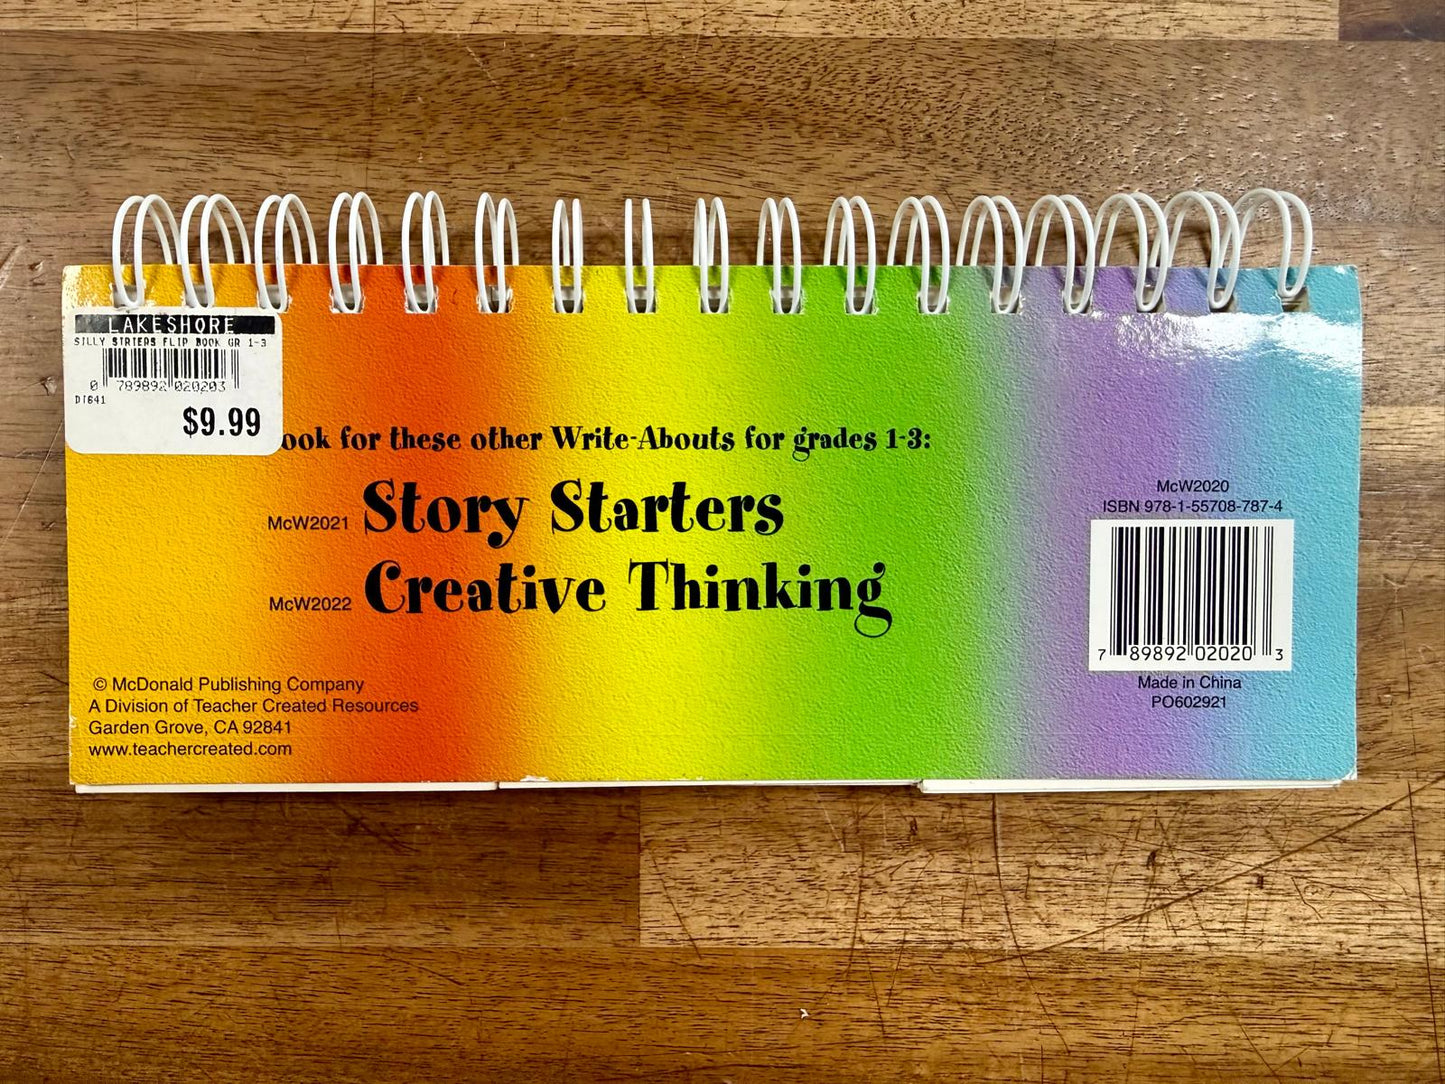 LAKESHORE
SILLY STRTERS FLIP BOOK GR 1-3
0 789892 020203
DT641
$9.99
ook for these other Write-Abouts for grades 1-3:
McW2021 Story Starters
McW2022 Creative Thinking
© McDonald Publishing Company
A Division of Teacher Created Resources
Garden Grove, CA 92841
www.teachercreated.com
McW2020
ISBN 978-1-55708-787-4
7 89892 02020 3
Made in China
PO602921